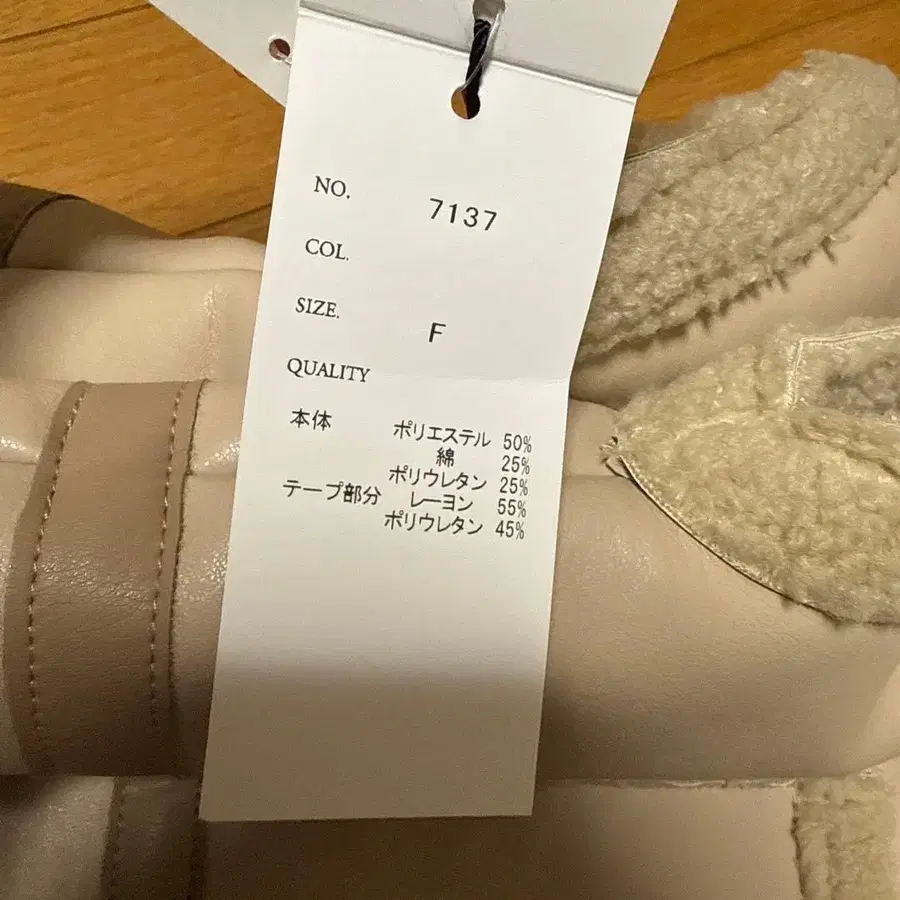 NO. 7137
COL.
SIZE. F
QUALITY
本体 ポリエステル 50%
綿 25%
ポリウレタン 25%
テープ部分 レーヨン 55%
ポリウレタン 45%